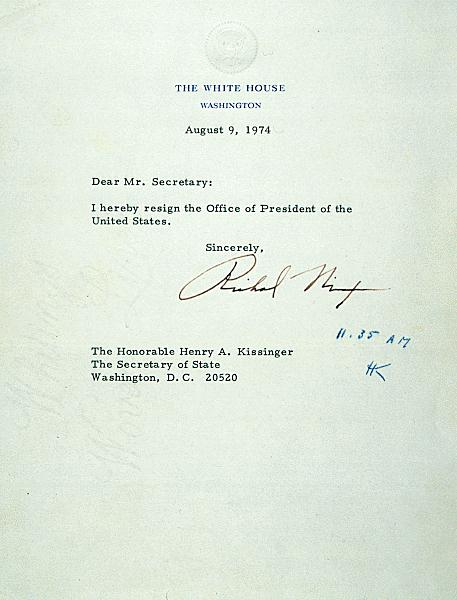 THE WHITE HOUSE
WASHINGTON
August 9, 1974
Dear Mr. Secretary:
I hereby resign the Office of President of the
United States.
Sincerely,
Richard Nixon
11.35 AM
HK
The Honorable Henry A. Kissinger
The Secretary of State
Washington, D.C. 20520